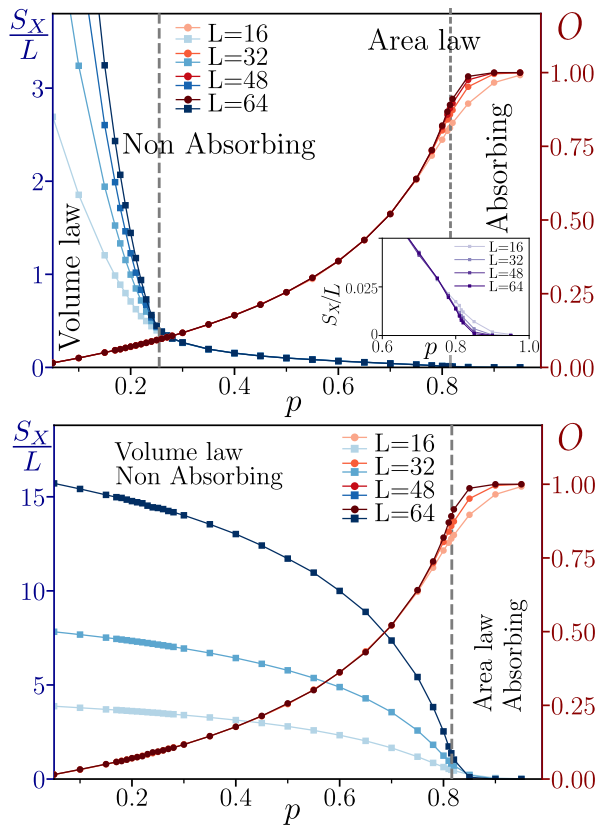 S_X/L
O
L=16
L=32
L=48
L=64
Area law
Non Absorbing
Volume law
Absorbing
3
2
1
0
1.00
0.75
0.50
0.25
0.00
0.2
0.4
0.6
0.8
p
S_X/L
0.025
0
0.6
0.8
1.0
p
L=16
L=32
L=48
L=64
S_X/L
O
Volume law
Non Absorbing
L=16
L=32
L=48
L=64
Area law
Absorbing
15
10
5
0
1.00
0.75
0.50
0.25
0.00
0.2
0.4
0.6
0.8
p